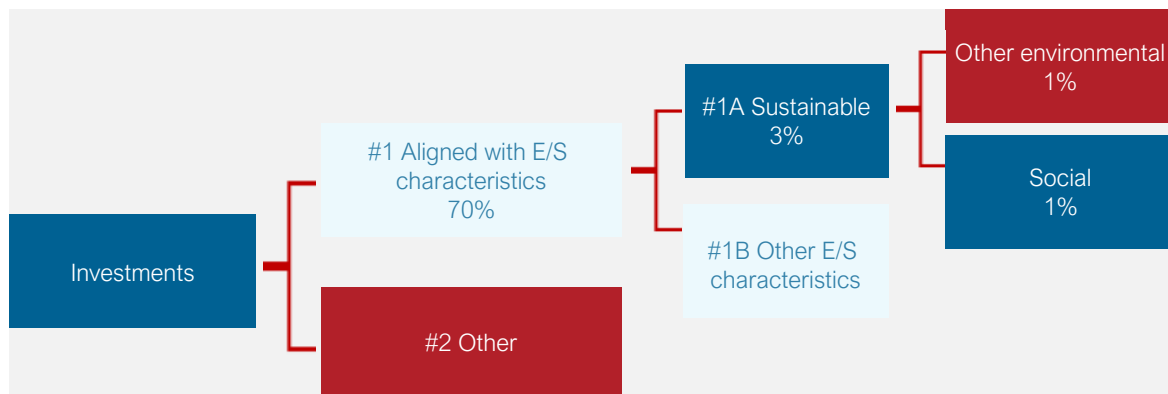 Investments
#1 Aligned with E/S
characteristics
70%
#2 Other
#1A Sustainable
3%
#1B Other E/S
characteristics
Other environmental
1%
Social
1%